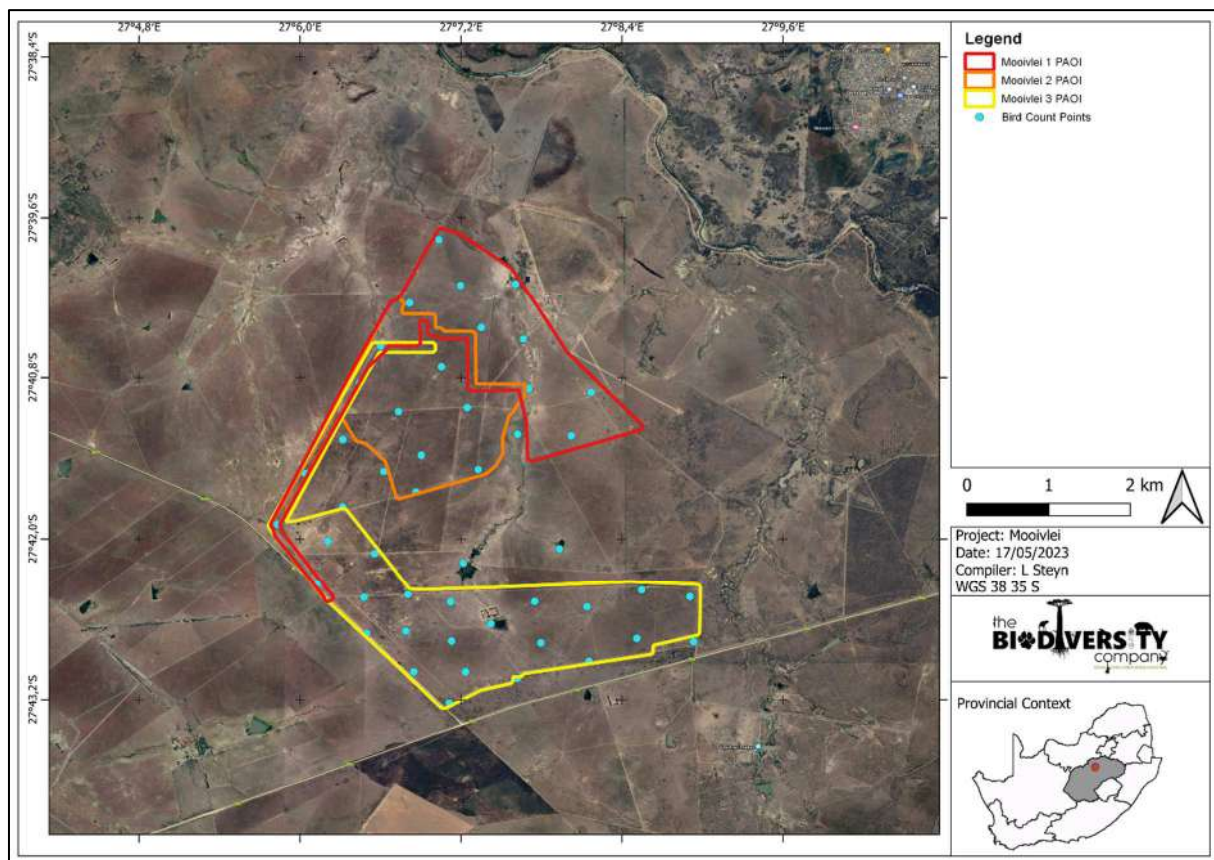 27°4,8'E
27°6,0'E
27°7,2'E
27°8,4'E
27°9,6'E
27°38,4'S
27°39,6'S
27°40,8'S
27°42,0'S
27°43,2'S
Legend
Mooivlei 1 PAOI
Mooivlei 2 PAOI
Mooivlei 3 PAOI
Bird Count Points
0 1 2 km
Project: Mooivlei
Date: 17/05/2023
Compiler: L Steyn
WGS 38 35 S
the
BIODIVERSITY
company
Provincial Context